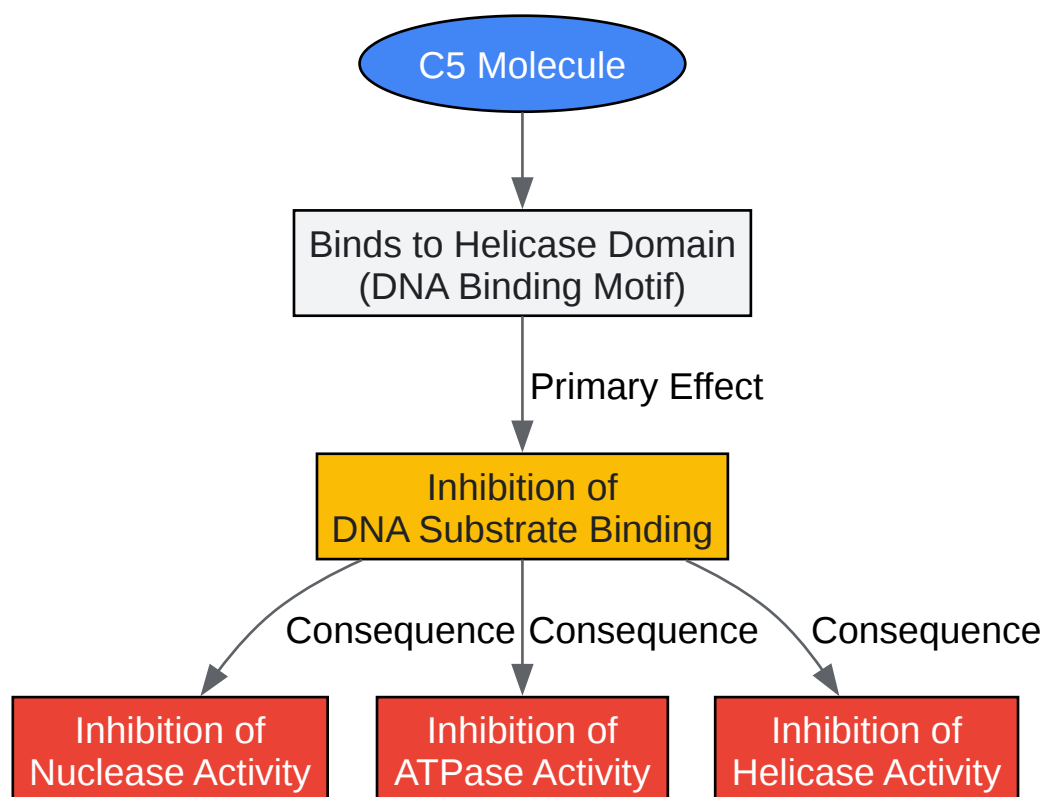 C5 Molecule
Binds to Helicase Domain
(DNA Binding Motif)
Primary Effect
Inhibition of
DNA Substrate Binding
Consequence
Consequence
Consequence
Inhibition of
Nuclease Activity
Inhibition of
ATPase Activity
Inhibition of
Helicase Activity